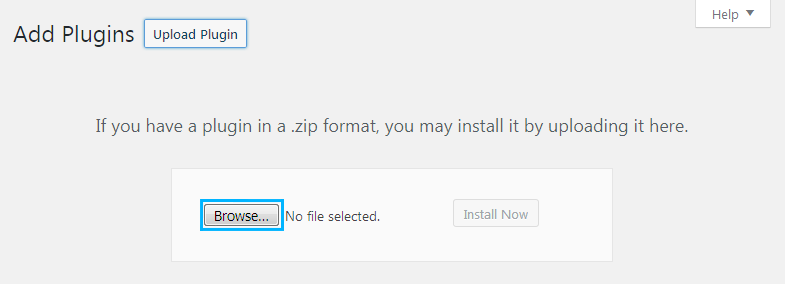 Help
Add Plugins Upload Plugin
If you have a plugin in a .zip format, you may install it by uploading it here.
Browse... No file selected. Install Now